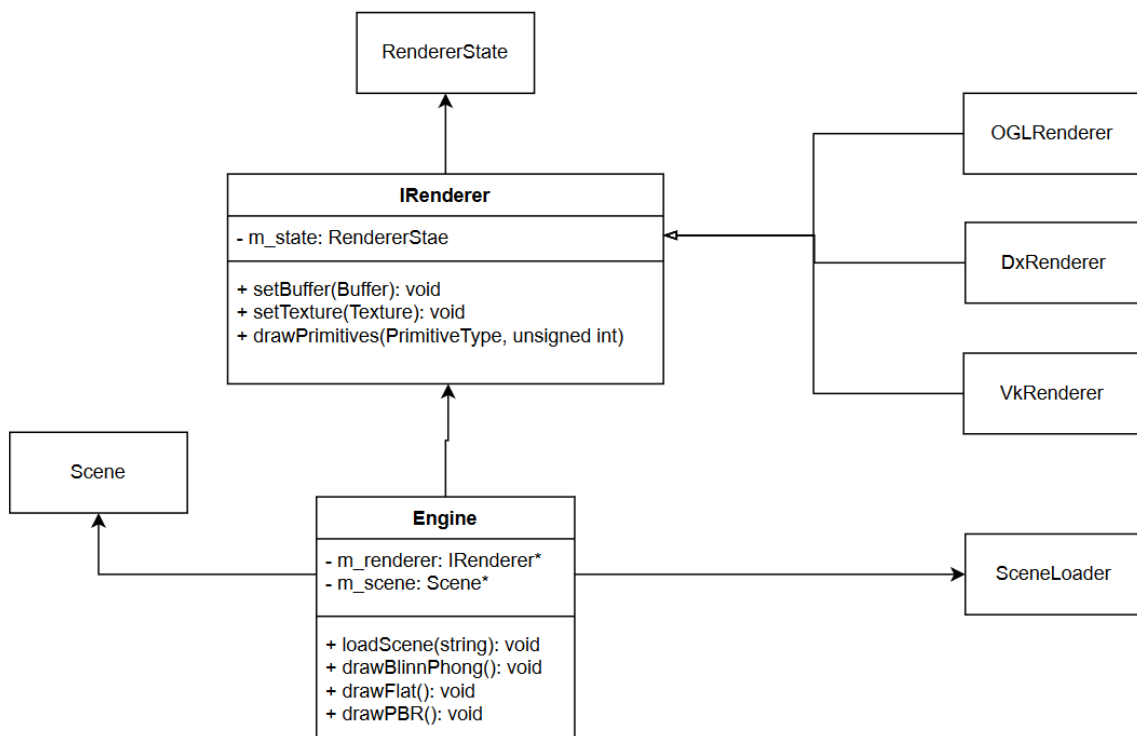 RendererState
OGLRenderer
IRenderer
- m_state: RendererStae
DxRenderer
+ setBuffer(Buffer): void
+ setTexture(Texture): void
+ drawPrimitives(PrimitiveType, unsigned int)
VkRenderer
Scene
Engine
- m_renderer: IRenderer*
- m_scene: Scene*
SceneLoader
+ loadScene(string): void
+ drawBlinnPhong(): void
+ drawFlat(): void
+ drawPBR(): void